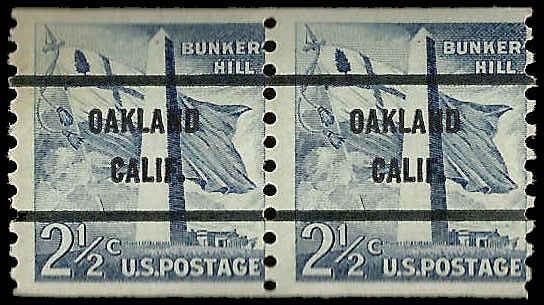 BUNKER
HILL
OAKLAND
CALIF.
2½c
U.S.POSTAGE
BUNKER
HILL
OAKLAND
CALIF.
2½c
U.S.POSTAGE